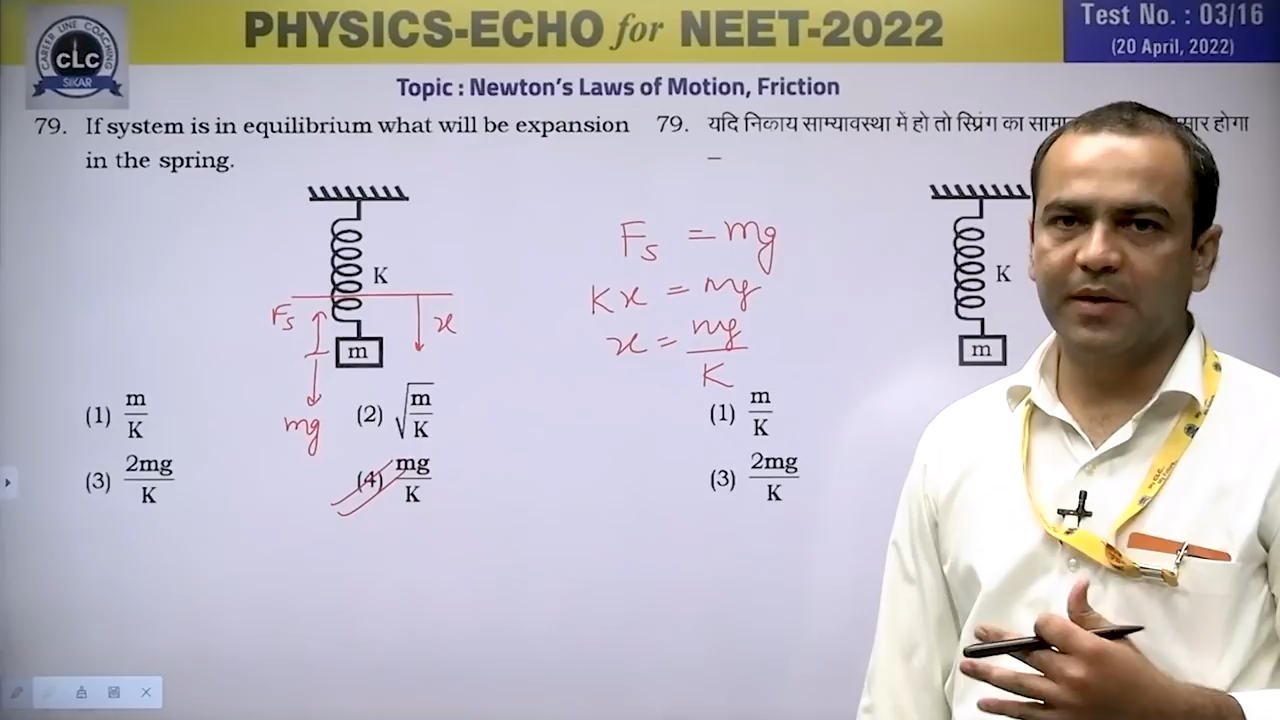 CAREER LINE COACHING
CLC
SIKAR
PHYSICS-ECHO for NEET-2022
Test No. : 03/16
(20 April, 2022)
Topic : Newton's Laws of Motion, Friction
79. If system is in equilibrium what will be expansion
in the spring.
K
m
Fs
x
mg
(1) m/K
(2) √(m/K)
(3) 2mg/K
(4) mg/K
Fs = mg
Kx = mg
x = mg/K
79. यदि निकाय साम्यावस्था में हो तो स्प्रिंग का होगा
–
K
m
(1) m/K
(3) 2mg/K